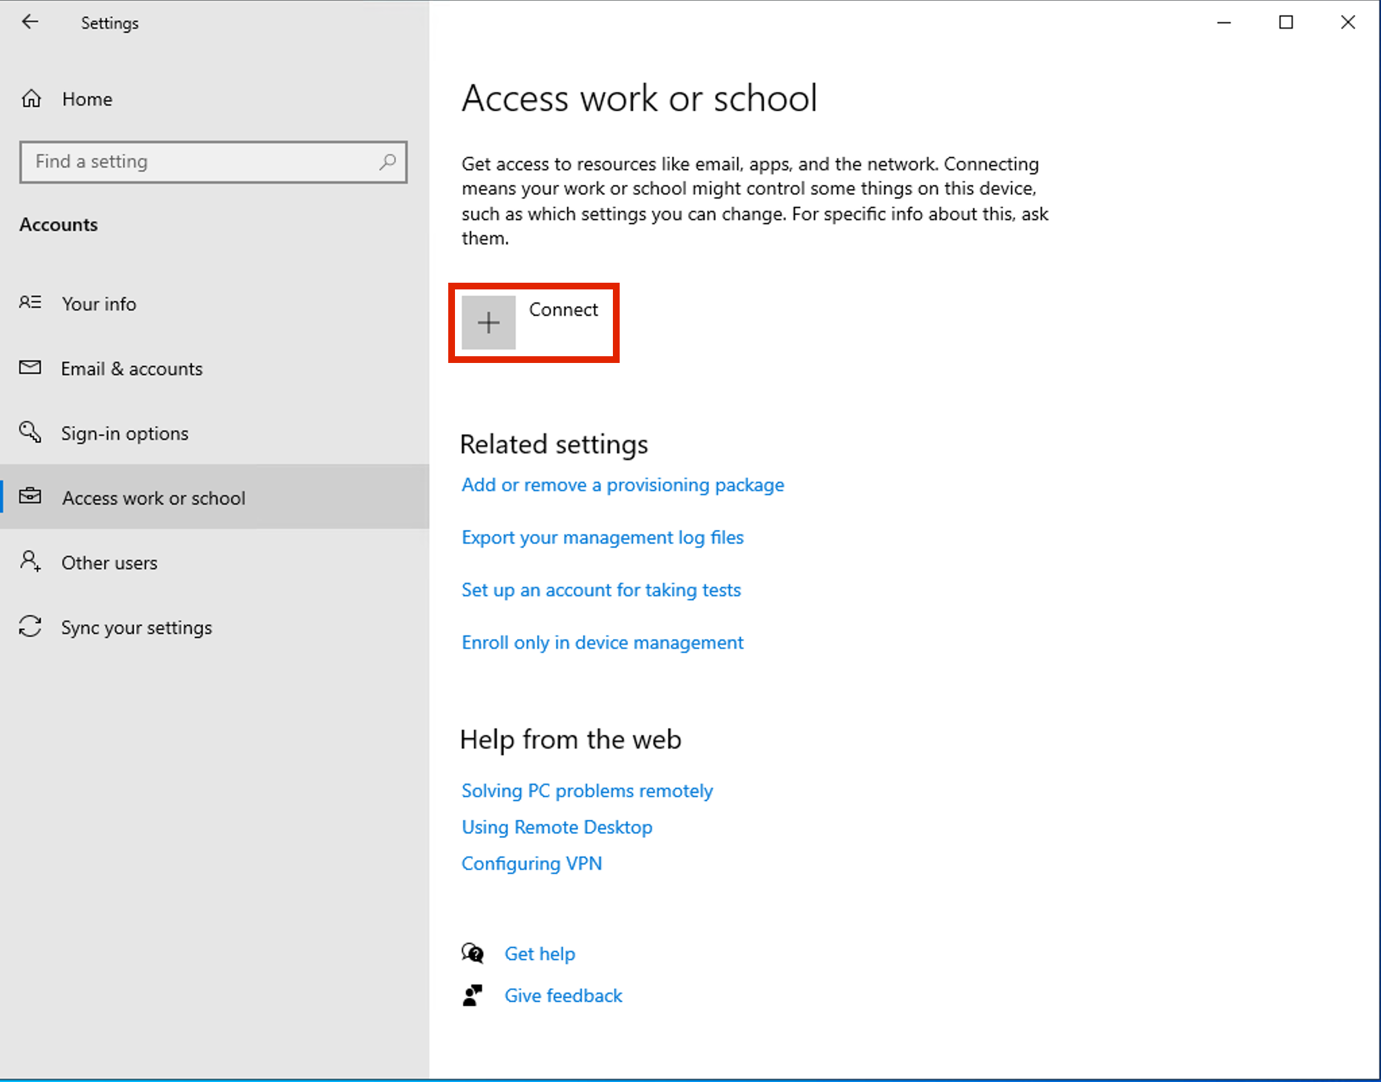 Settings
Home
Find a setting
Accounts
Your info
Email & accounts
Sign-in options
Access work or school
Other users
Sync your settings
Access work or school
Get access to resources like email, apps, and the network. Connecting
means your work or school might control some things on this device,
such as which settings you can change. For specific info about this, ask
them.
Connect
Related settings
Add or remove a provisioning package
Export your management log files
Set up an account for taking tests
Enroll only in device management
Help from the web
Solving PC problems remotely
Using Remote Desktop
Configuring VPN
Get help
Give feedback